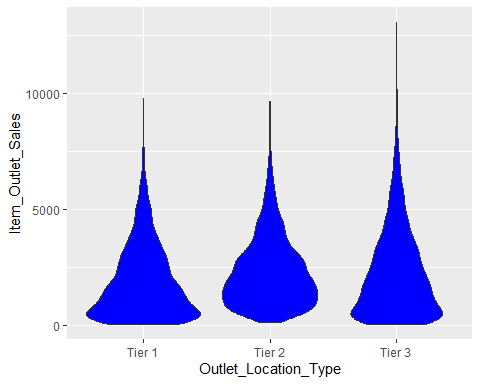 Item_Outlet_Sales
10000
5000
0
Tier 1 Tier 2 Tier 3
Outlet_Location_Type